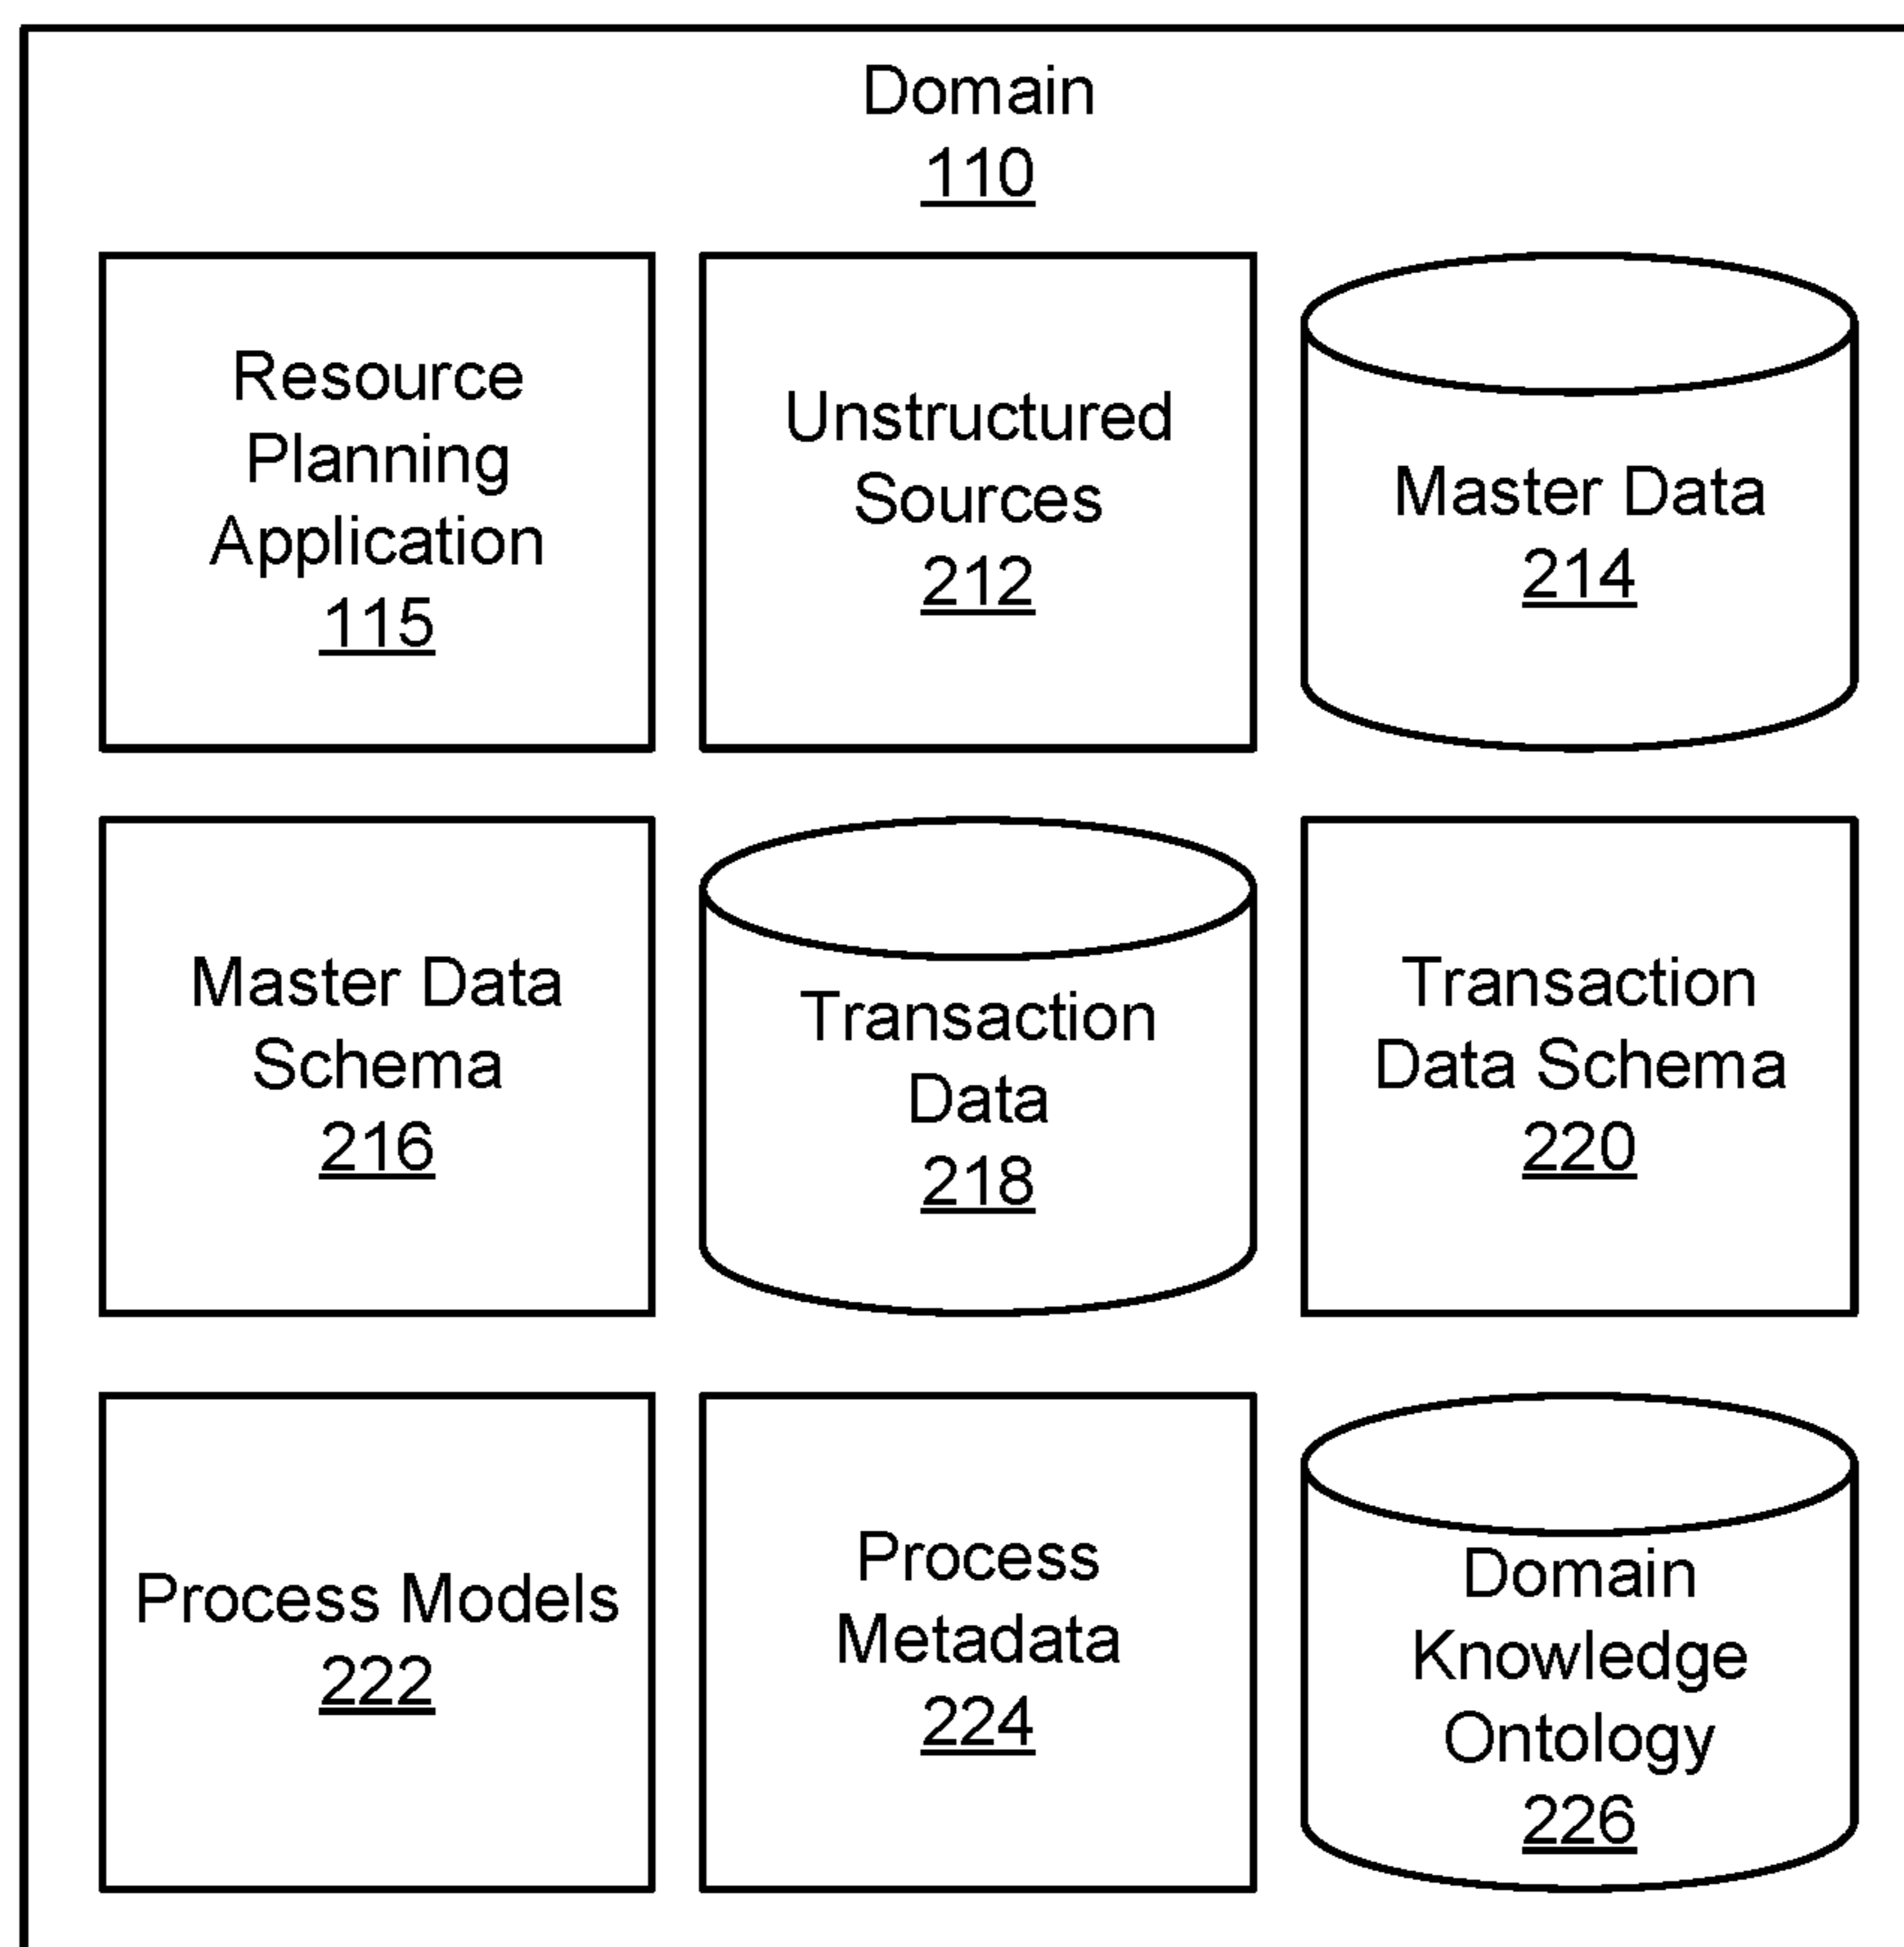 Domain
110
Resource
Planning
Application
115
Unstructured
Sources
212
Master Data
214
Master Data
Schema
216
Transaction
Data
218
Transaction
Data Schema
220
Process Models
222
Process
Metadata
224
Domain
Knowledge
Ontology
226